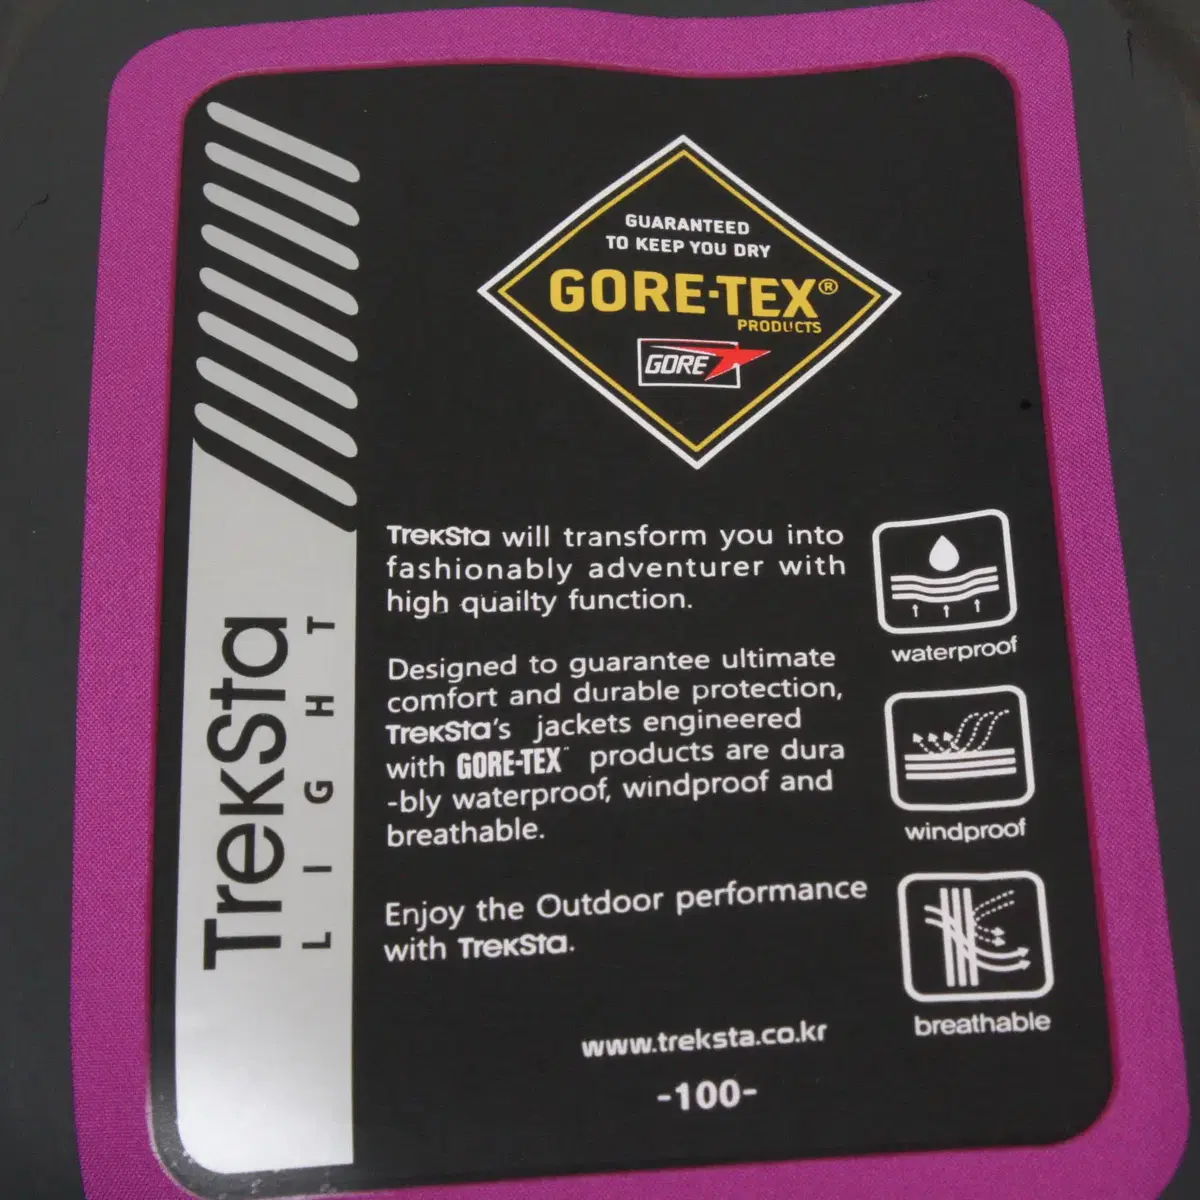 GUARANTEED
TO KEEP YOU DRY
GORE-TEX®
PRODUCTS
GORE
TrekSta will transform you into
fashionably adventurer with
high quailty function.
Designed to guarantee ultimate
comfort and durable protection,
TrekSta's jackets engineered
with GORE-TEX™ products are dura
-bly waterproof, windproof and
breathable.
Enjoy the Outdoor performance
with TrekSta.
www.treksta.co.kr
-100-
waterproof
windproof
breathable
TrekSta
LIGHT